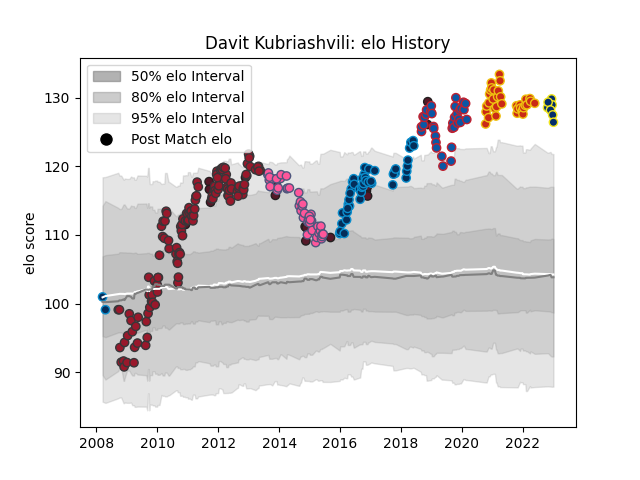 Davit Kubriashvili: elo History
50% elo Interval
80% elo Interval
95% elo Interval
Post Match elo
elo score
130
120
110
100
90
2008 2010 2012 2014 2016 2018 2020 2022